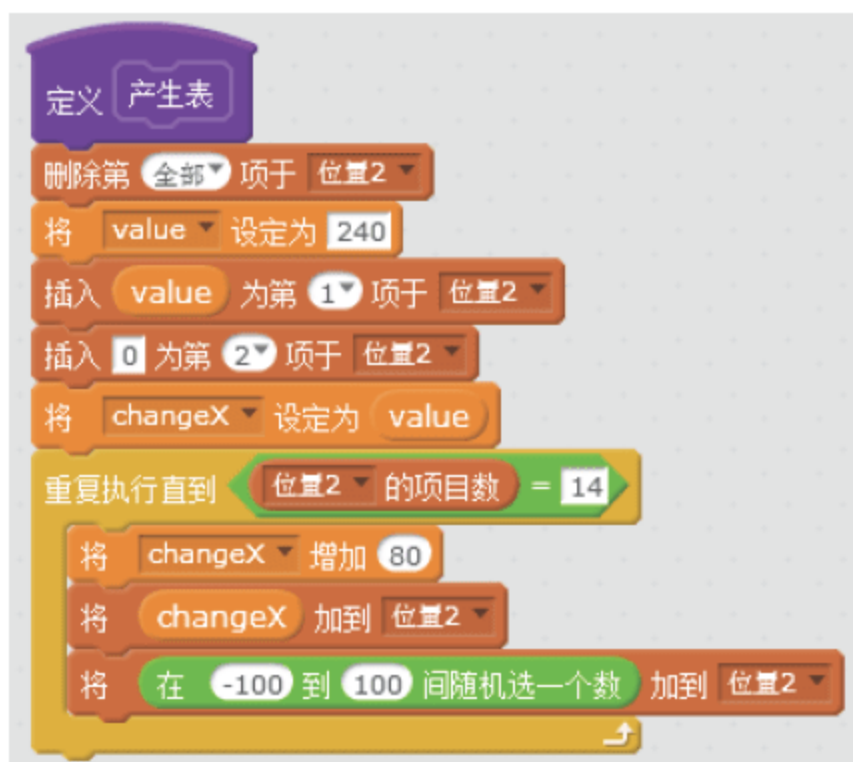 定义 产生表
删除第 全部 项于 位置2
将 value 设定为 240
插入 value 为第 1 项于 位置2
插入 0 为第 2 项于 位置2
将 changeX 设定为 value
重复执行直到 位置2 的项目数 = 14
将 changeX 增加 80
将 changeX 加到 位置2
将 在 -100 到 100 间随机选一个数 加到 位置2